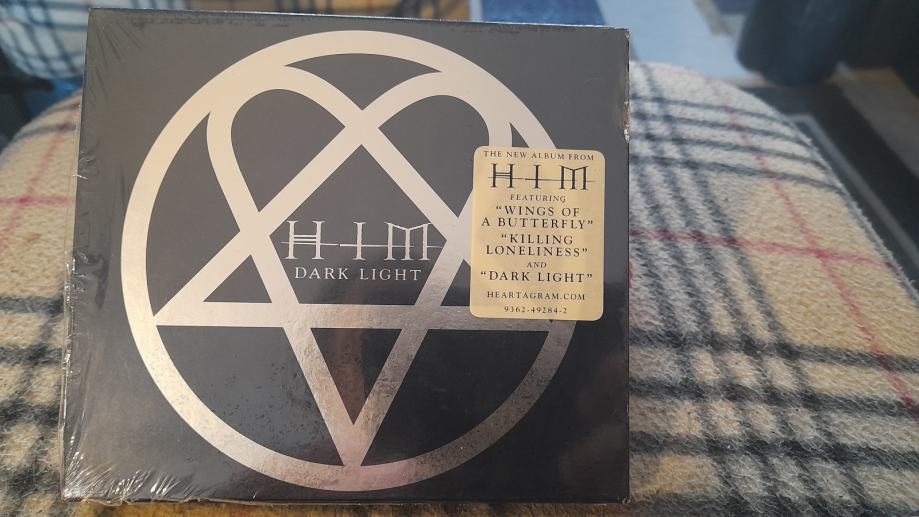 HIM
DARK LIGHT
THE NEW ALBUM FROM
HIM
FEATURING
"WINGS OF
A BUTTERFLY"
"KILLING
LONELINESS"
AND
"DARK LIGHT"
HEARTAGRAM.COM
9362-49284-2